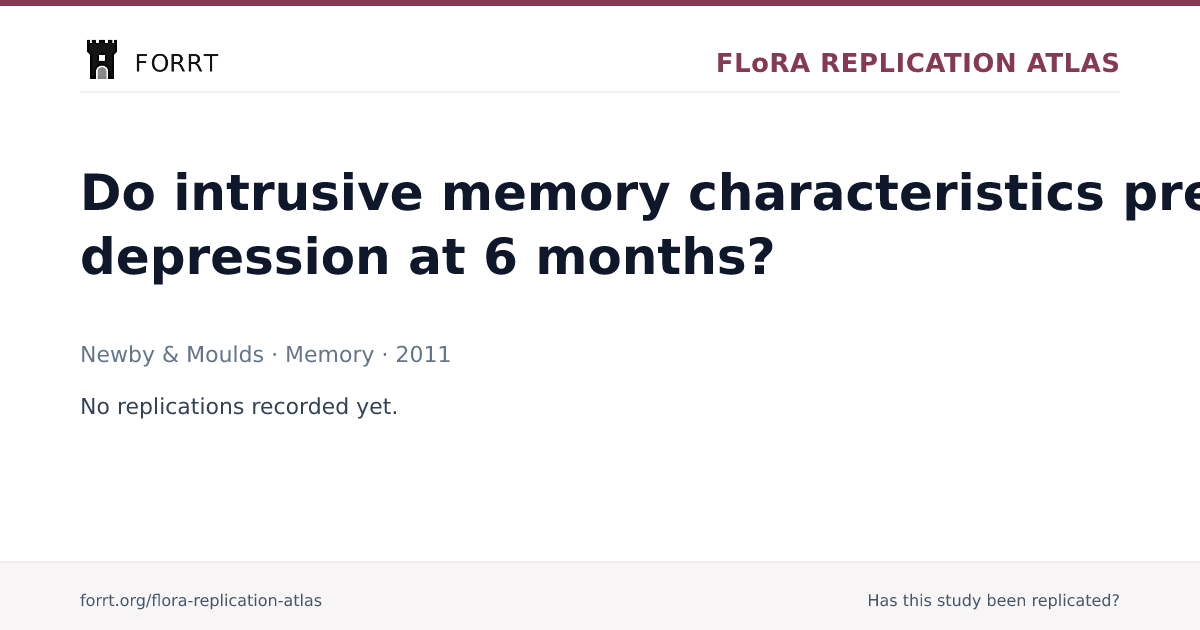 FORRT
FLoRA REPLICATION ATLAS
Do intrusive memory characteristics pre
depression at 6 months?
Newby & Moulds · Memory · 2011
No replications recorded yet.
forrt.org/flora-replication-atlas
Has this study been replicated?